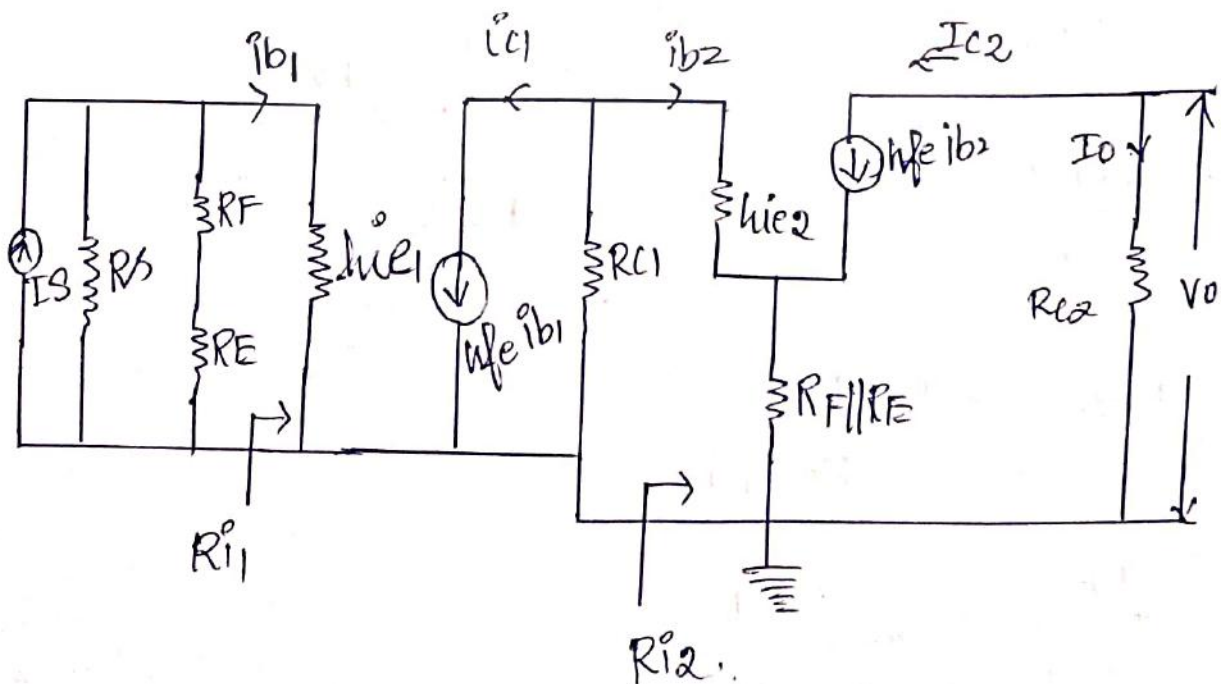 ib1
ic1
ib2
Ic2
IS
RS
RF
RE
hie1
hfe ib1
RC1
hie2
hfe ib2
RF||RE
Io
RC2
Vo
Ri1
Ri2.